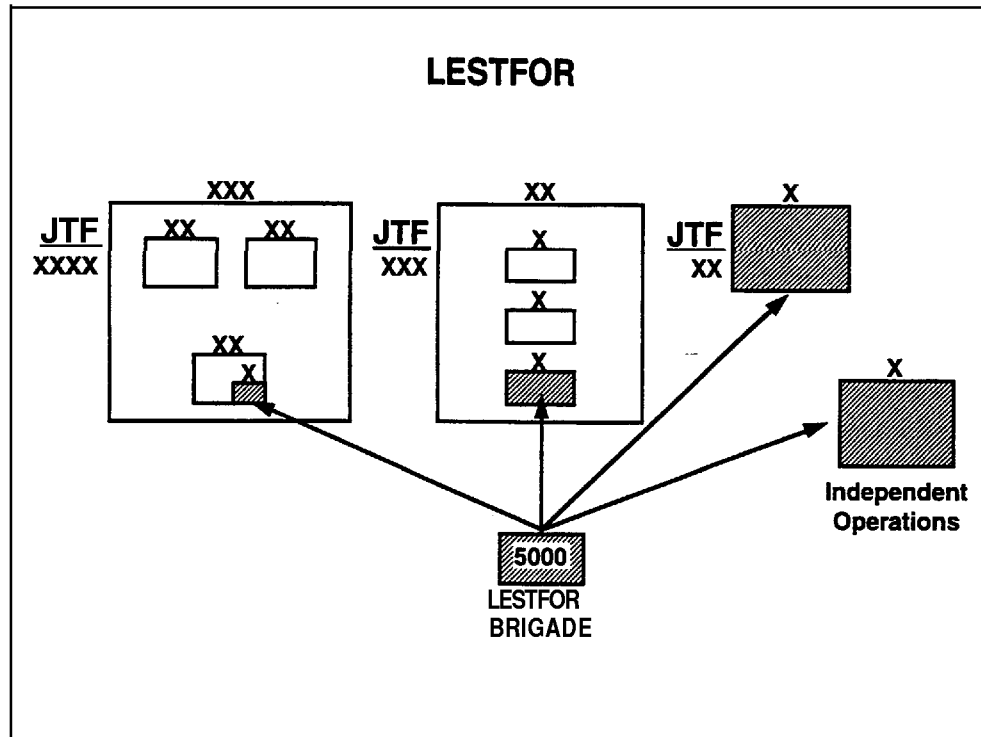 LESTFOR
XXX
JTF
XXXX
XX XX
XX
X
XX
JTF
XXX
X
X
X
X
JTF
XX
X
Independent
Operations
5000
LESTFOR
BRIGADE